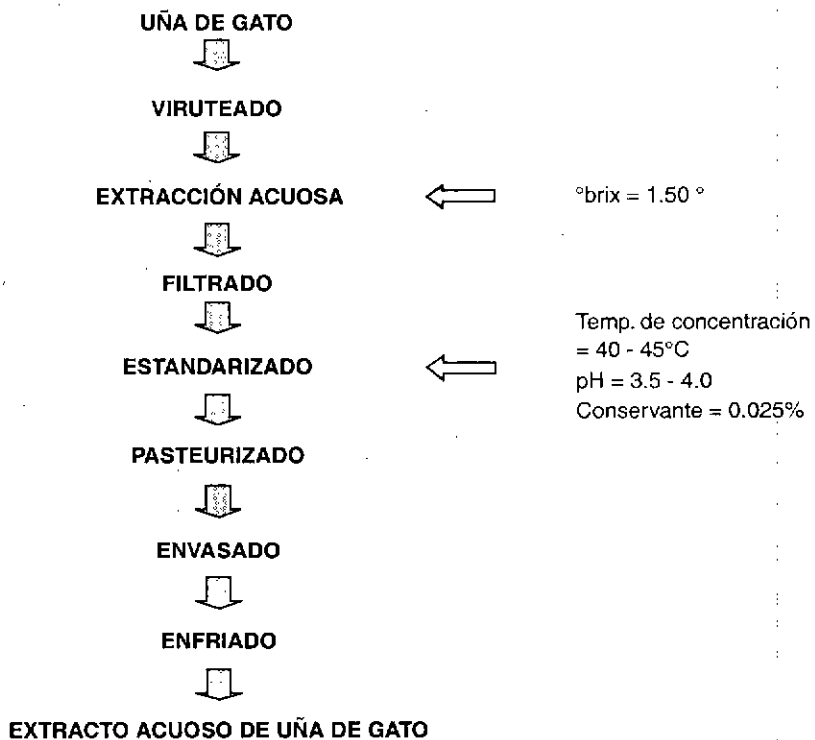 UÑA DE GATO
VIRUTEADO
EXTRACCIÓN ACUOSA
°brix = 1.50 °
FILTRADO
ESTANDARIZADO
Temp. de concentración
= 40 - 45°C
pH = 3.5 - 4.0
Conservante = 0.025%
PASTEURIZADO
ENVASADO
ENFRIADO
EXTRACTO ACUOSO DE UÑA DE GATO